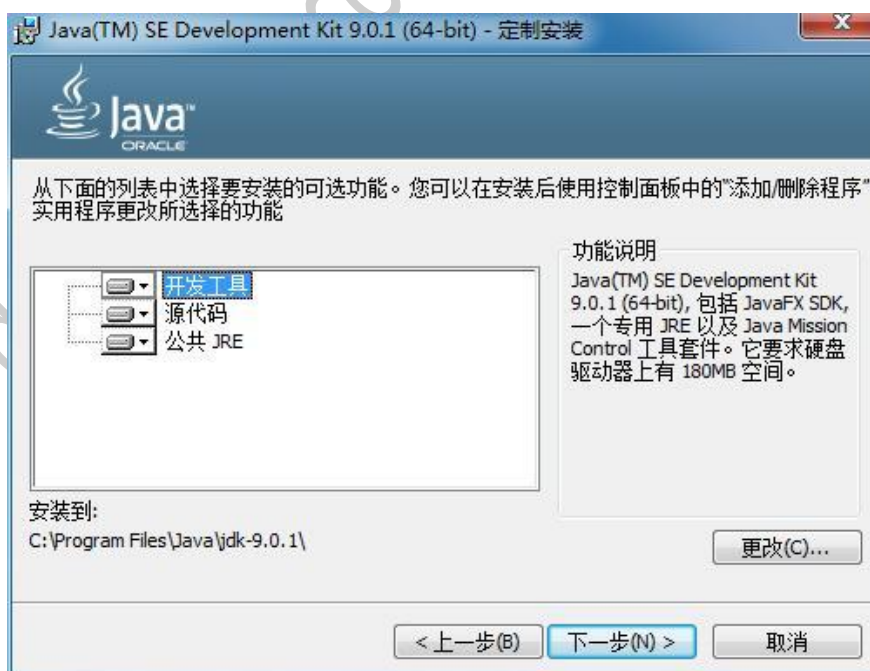 Java(TM) SE Development Kit 9.0.1 (64-bit) - 定制安装
Java™
ORACLE
从下面的列表中选择要安装的可选功能。您可以在安装后使用控制面板中的"添加/删除程序"
实用程序更改所选择的功能
开发工具
源代码
公共 JRE
功能说明
Java(TM) SE Development Kit
9.0.1 (64-bit), 包括 JavaFX SDK,
一个专用 JRE 以及 Java Mission
Control 工具套件。它要求硬盘
驱动器上有 180MB 空间。
安装到:
C:\Program Files\Java\jdk-9.0.1\
更改(C)...
< 上一步(B)
下一步(N) >
取消